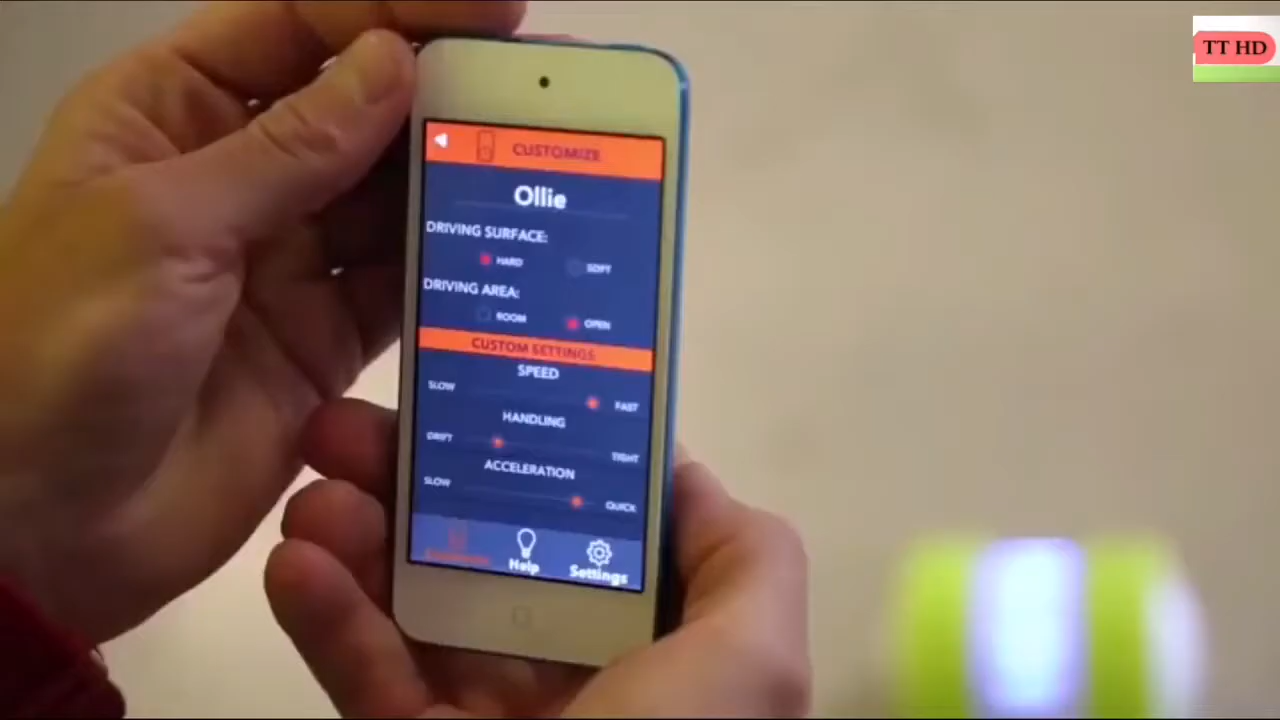 TT HD
CUSTOMIZE
Ollie
DRIVING SURFACE:
HARD SOFT
DRIVING AREA:
ROOM OPEN
CUSTOM SETTINGS
SPEED
SLOW FAST
HANDLING
DRIFT TIGHT
ACCELERATION
SLOW QUICK
Help Settings